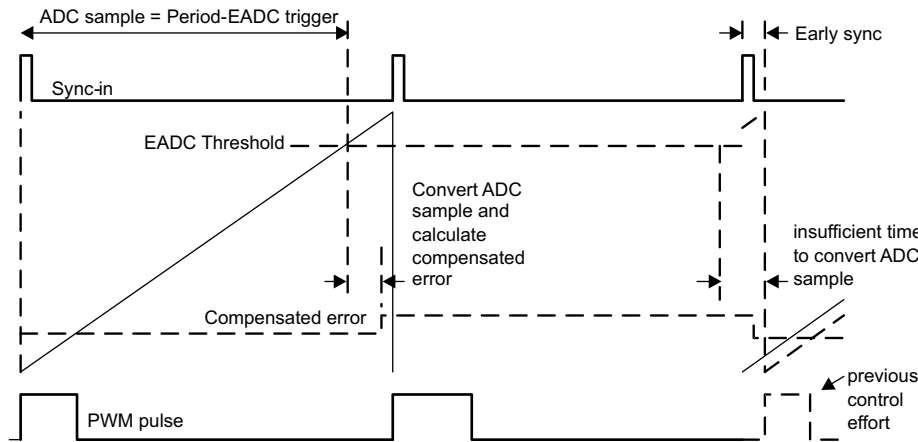 ADC sample = Period-EADC trigger
Early sync
Sync-in
EADC Threshold
Convert ADC
sample and
calculate
compensated
error
insufficient time
to convert ADC
sample
Compensated error
PWM pulse
previous
control
effort